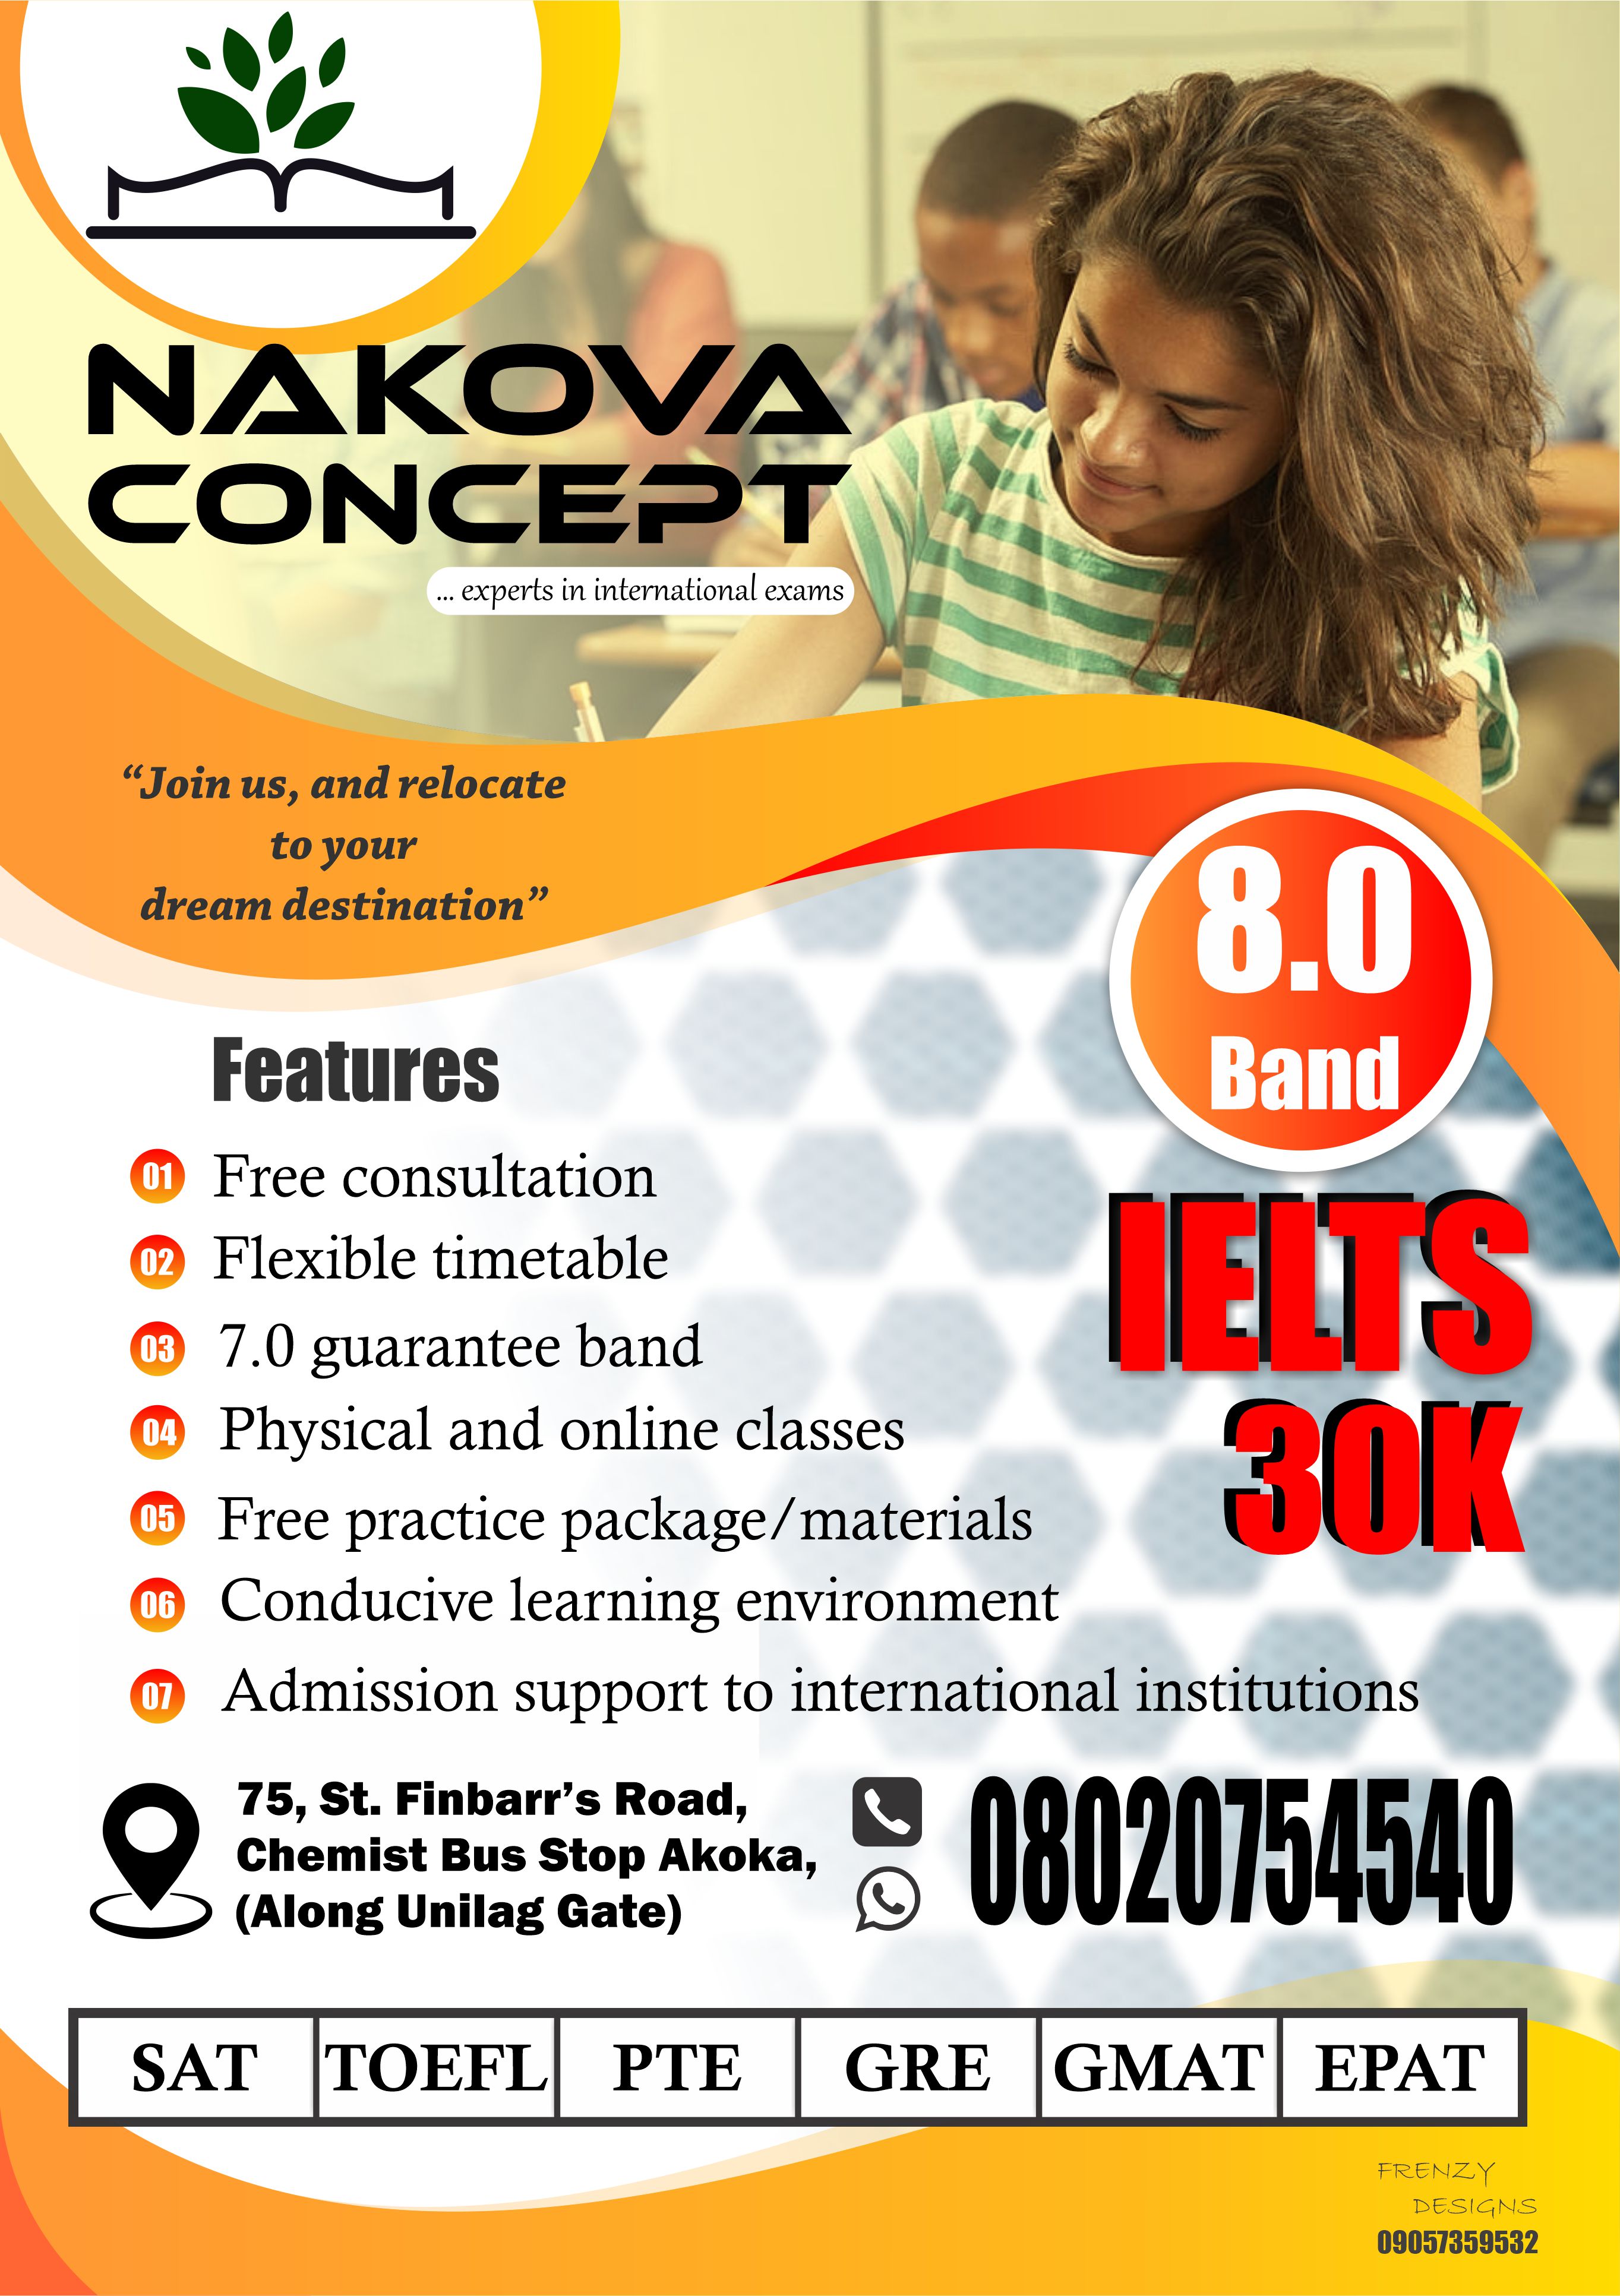 NAKOVA
CONCEPT
... experts in international exams
“Join us, and relocate
to your
dream destination”
8.0
Band
IELTS
30K
Features
01 Free consultation
02 Flexible timetable
03 7.0 guarantee band
04 Physical and online classes
05 Free practice package/materials
06 Conducive learning environment
07 Admission support to international institutions
75, St. Finbarr’s Road,
Chemist Bus Stop Akoka,
(Along Unilag Gate)
08020754540
SAT TOEFL PTE GRE GMAT EPAT
FRENZY
DESIGNS
09057359532